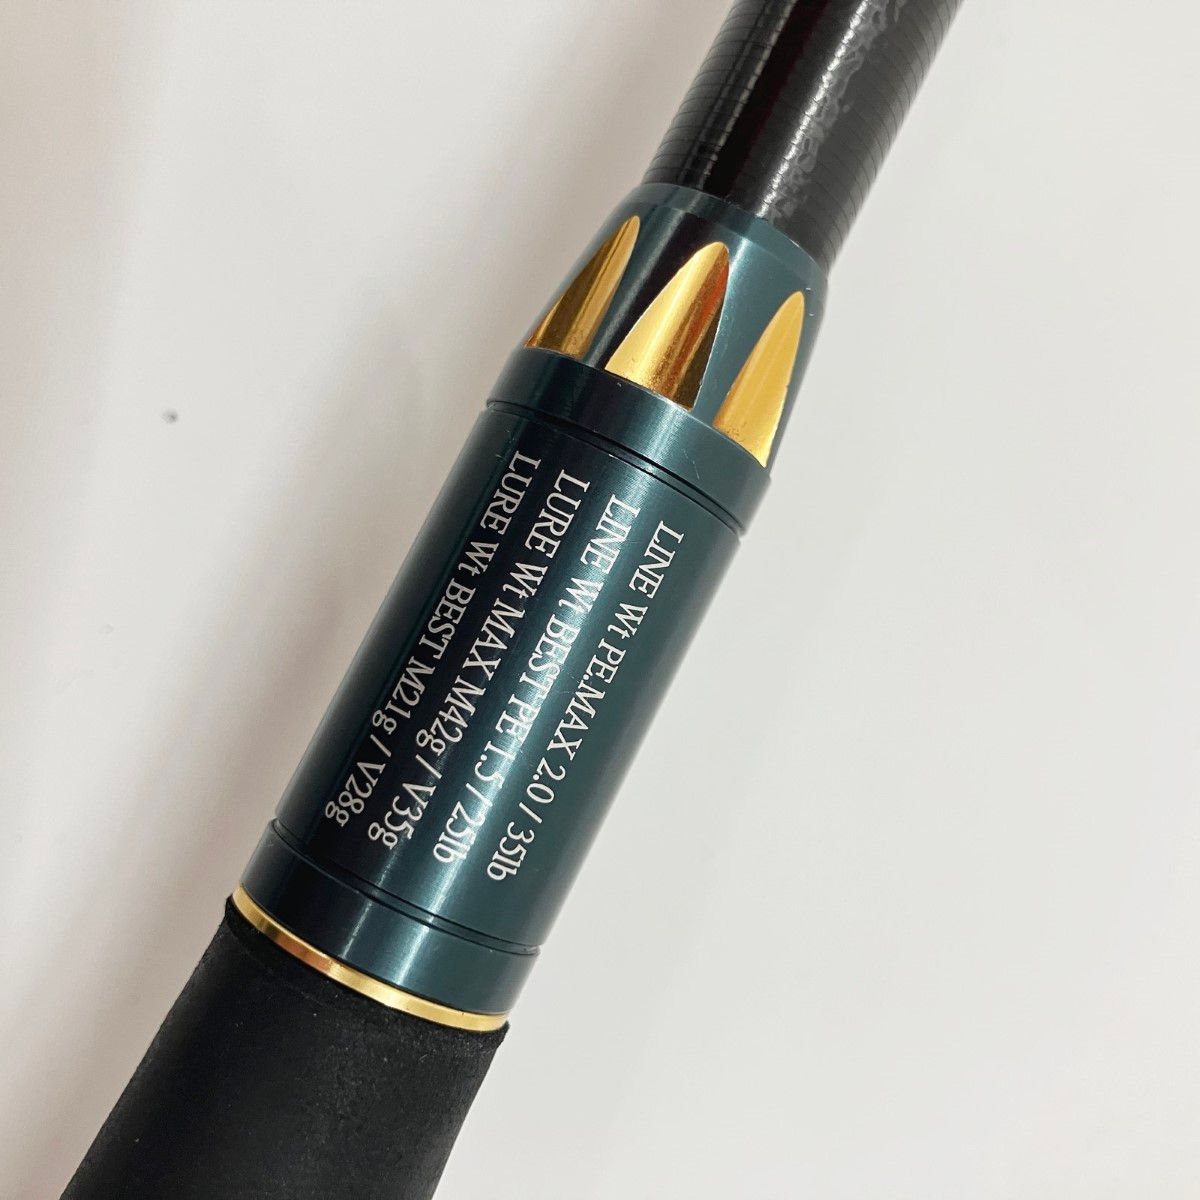 LINE Wt PE.MAX 2.0 / 35lb
LINE Wt BEST PE 1.5 / 25lb
LURE Wt MAX M42g / V35g
LURE Wt BEST M21g / V28g